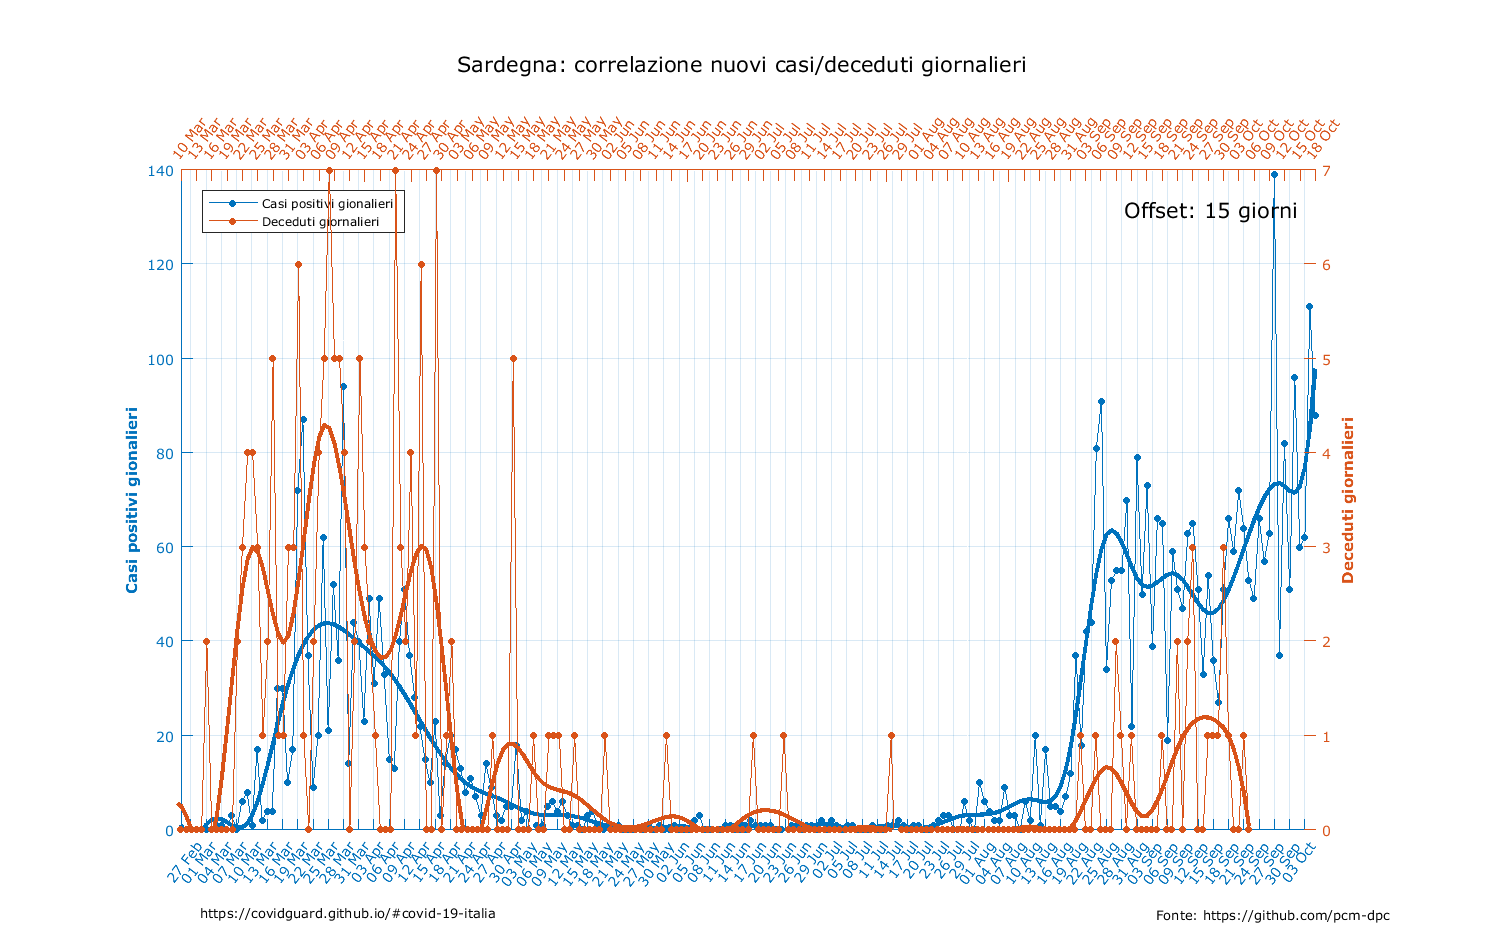 Sardegna: correlazione nuovi casi/deceduti giornalieri
10 Mar
13 Mar
16 Mar
19 Mar
22 Mar
25 Mar
28 Mar
31 Mar
03 Apr
06 Apr
09 Apr
12 Apr
15 Apr
18 Apr
21 Apr
24 Apr
27 Apr
30 Apr
03 May
06 May
09 May
12 May
15 May
18 May
21 May
24 May
27 May
30 May
02 Jun
05 Jun
08 Jun
11 Jun
14 Jun
17 Jun
20 Jun
23 Jun
26 Jun
29 Jun
02 Jul
05 Jul
08 Jul
11 Jul
14 Jul
17 Jul
20 Jul
23 Jul
26 Jul
29 Jul
01 Aug
04 Aug
07 Aug
10 Aug
13 Aug
16 Aug
19 Aug
22 Aug
25 Aug
28 Aug
31 Aug
03 Sep
06 Sep
09 Sep
12 Sep
15 Sep
18 Sep
21 Sep
24 Sep
27 Sep
30 Sep
03 Oct
06 Oct
09 Oct
12 Oct
15 Oct
18 Oct
Casi positivi gionalieri
Deceduti giornalieri
Offset: 15 giorni
140
120
100
80
60
40
20
0
Casi positivi gionalieri
7
6
5
4
3
2
1
0
Deceduti giornalieri
27 Feb
01 Mar
04 Mar
07 Mar
10 Mar
13 Mar
16 Mar
19 Mar
22 Mar
25 Mar
28 Mar
31 Mar
03 Apr
06 Apr
09 Apr
12 Apr
15 Apr
18 Apr
21 Apr
24 Apr
27 Apr
30 Apr
03 May
06 May
09 May
12 May
15 May
18 May
21 May
24 May
27 May
30 May
02 Jun
05 Jun
08 Jun
11 Jun
14 Jun
17 Jun
20 Jun
23 Jun
26 Jun
29 Jun
02 Jul
05 Jul
08 Jul
11 Jul
14 Jul
17 Jul
20 Jul
23 Jul
26 Jul
29 Jul
01 Aug
04 Aug
07 Aug
10 Aug
13 Aug
16 Aug
19 Aug
22 Aug
25 Aug
28 Aug
31 Aug
03 Sep
06 Sep
09 Sep
12 Sep
15 Sep
18 Sep
21 Sep
24 Sep
27 Sep
30 Sep
03 Oct
https://covidguard.github.io/#covid-19-italia
Fonte: https://github.com/pcm-dpc